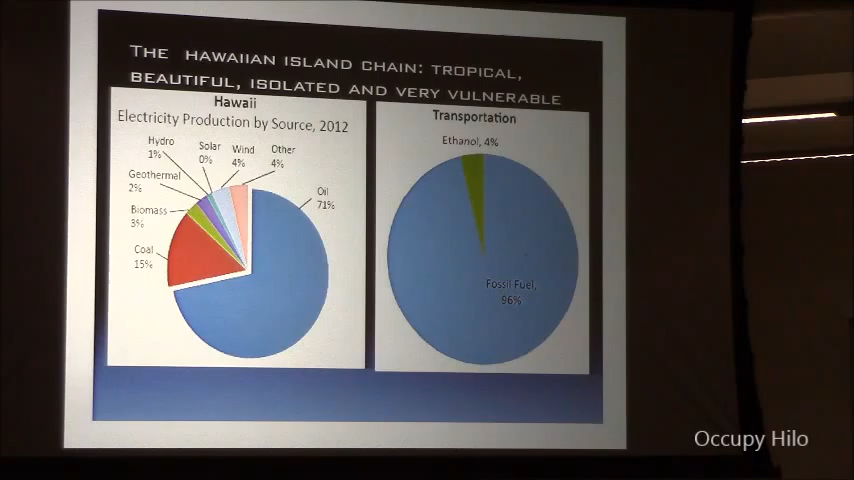 THE HAWAIIAN ISLAND CHAIN: TROPICAL,
BEAUTIFUL, ISOLATED AND VERY VULNERABLE
Hawaii
Electricity Production by Source, 2012
Hydro
1%
Solar
0%
Wind
4%
Other
4%
Geothermal
2%
Biomass
3%
Coal
15%
Oil
71%
Transportation
Ethanol, 4%
Fossil Fuel,
96%
Occupy Hilo